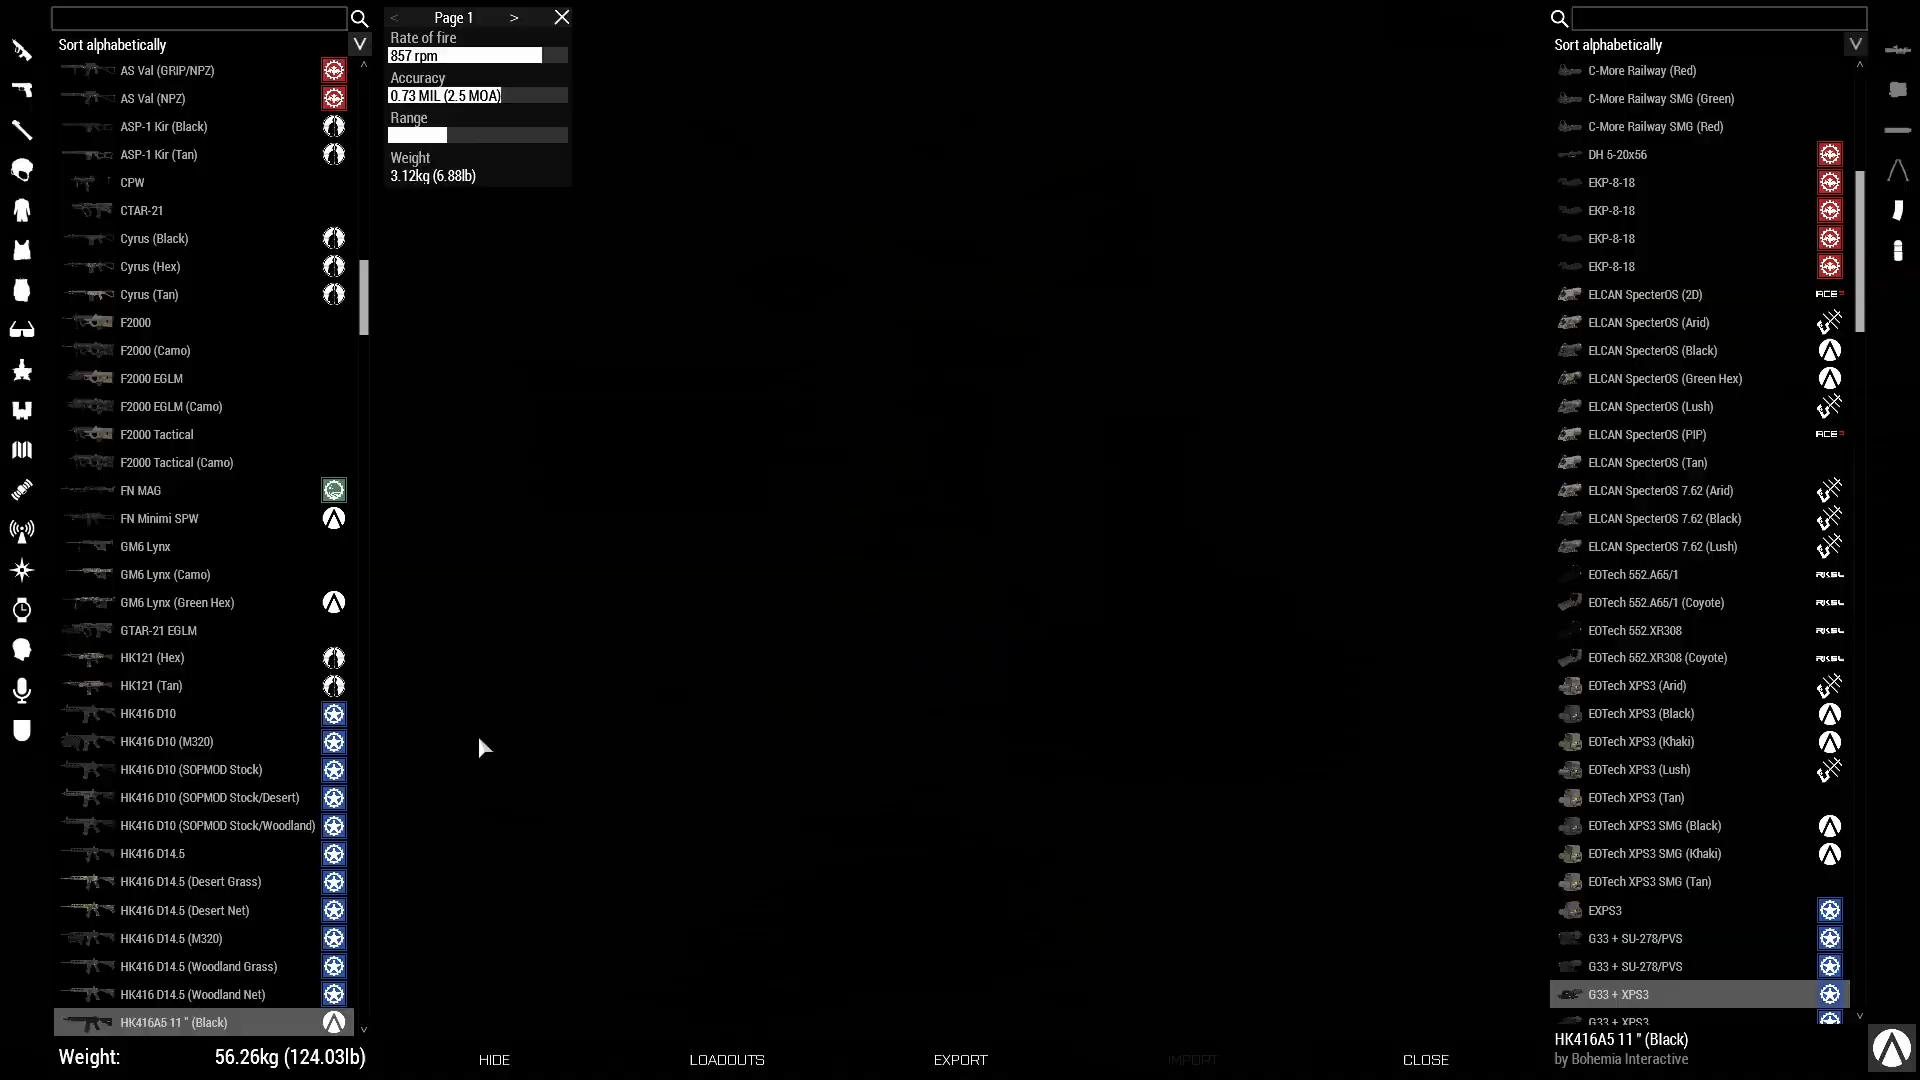 Sort alphabetically
V
AS Val (GRIP/NPZ)
AS Val (NPZ)
ASP-1 Kir (Black)
ASP-1 Kir (Tan)
CPW
CTAR-21
Cyrus (Black)
Cyrus (Hex)
Cyrus (Tan)
F2000
F2000 (Camo)
F2000 EGLM
F2000 EGLM (Camo)
F2000 Tactical
F2000 Tactical (Camo)
FN MAG
FN Minimi SPW
GM6 Lynx
GM6 Lynx (Camo)
GM6 Lynx (Green Hex)
GTAR-21 EGLM
HK121 (Hex)
HK121 (Tan)
HK416 D10
HK416 D10 (M320)
HK416 D10 (SOPMOD Stock)
HK416 D10 (SOPMOD Stock/Desert)
HK416 D10 (SOPMOD Stock/Woodland)
HK416 D14.5
HK416 D14.5 (Desert Grass)
HK416 D14.5 (Desert Net)
HK416 D14.5 (M320)
HK416 D14.5 (Woodland Grass)
HK416 D14.5 (Woodland Net)
HK416A5 11 " (Black)
Weight: 56.26kg (124.03lb)
< Page 1 >
Rate of fire
857 rpm
Accuracy
0.73 MIL (2.5 MOA)
Range
Weight
3.12kg (6.88lb)
HIDE
LOADOUTS
EXPORT
IMPORT
CLOSE
Sort alphabetically
V
C-More Railway (Red)
C-More Railway SMG (Green)
C-More Railway SMG (Red)
DH 5-20x56
EKP-8-18
EKP-8-18
EKP-8-18
EKP-8-18
ELCAN SpecterOS (2D) ACE3
ELCAN SpecterOS (Arid)
ELCAN SpecterOS (Black)
ELCAN SpecterOS (Green Hex)
ELCAN SpecterOS (Lush)
ELCAN SpecterOS (PIP) ACE3
ELCAN SpecterOS (Tan)
ELCAN SpecterOS 7.62 (Arid)
ELCAN SpecterOS 7.62 (Black)
ELCAN SpecterOS 7.62 (Lush)
EOTech 552.A65/1 RKSL
EOTech 552.A65/1 (Coyote) RKSL
EOTech 552.XR308 RKSL
EOTech 552.XR308 (Coyote) RKSL
EOTech XPS3 (Arid)
EOTech XPS3 (Black)
EOTech XPS3 (Khaki)
EOTech XPS3 (Lush)
EOTech XPS3 (Tan)
EOTech XPS3 SMG (Black)
EOTech XPS3 SMG (Khaki)
EOTech XPS3 SMG (Tan)
EXPS3
G33 + SU-278/PVS
G33 + SU-278/PVS
G33 + XPS3
G33 + XPS3
HK416A5 11 " (Black)
by Bohemia Interactive